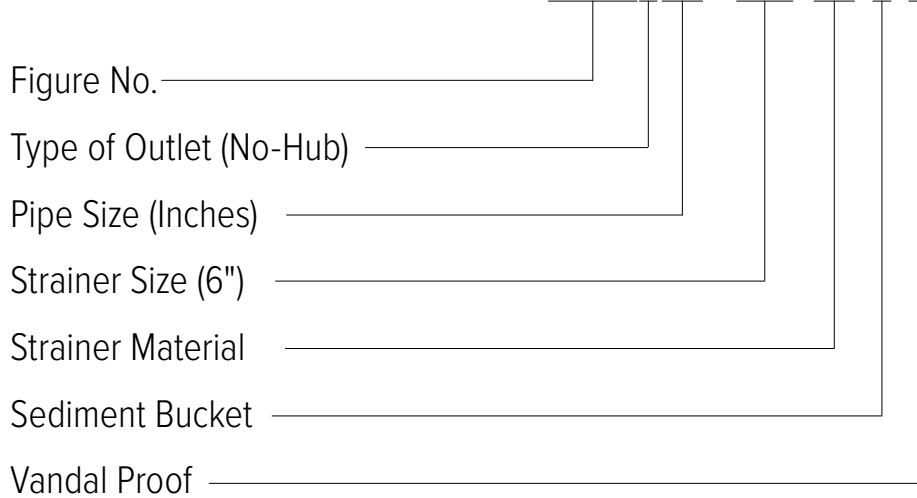 Figure No.
Type of Outlet (No-Hub)
Pipe Size (Inches)
Strainer Size (6")
Strainer Material
Sediment Bucket
Vandal Proof